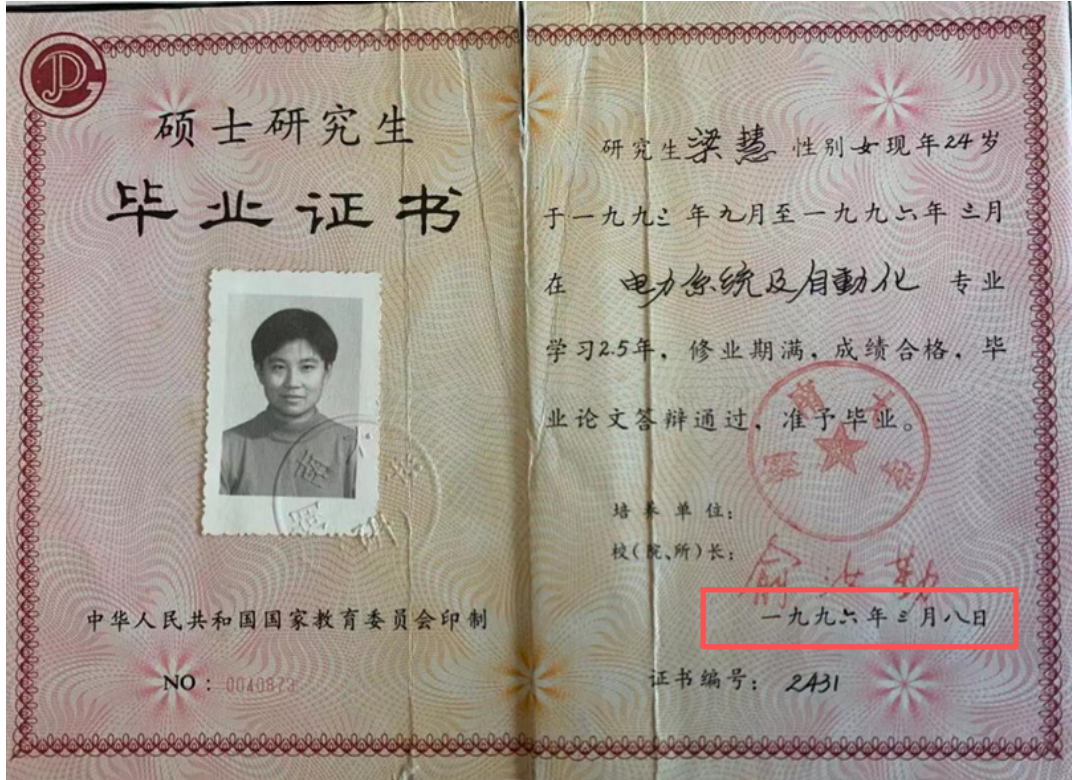 硕士研究生
毕业证书
中华人民共和国国家教育委员会印制
NO:0040873
研究生梁慧 性别女现年24岁
于一九九三年九月至一九九六年三月
在 电力系统及自動化 专业
学习2.5年,修业期满,成绩合格,毕
业论文答辩通过,准予毕业。
培养单位:
校(院、所)长:
一九九六年三月八日
证书编号:2431